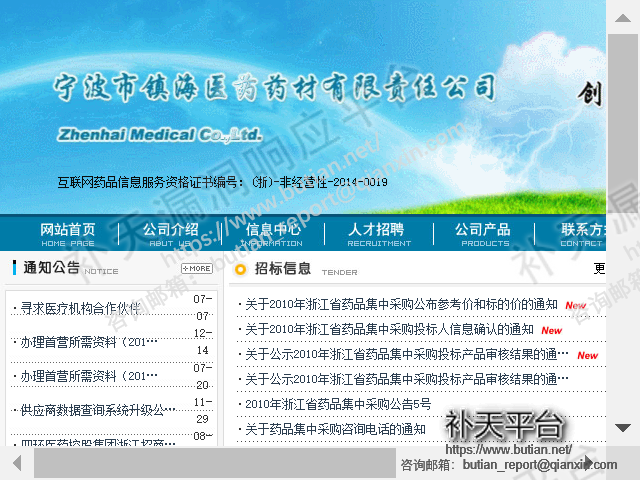 宁波市镇海医药药材有限责任公司
创
Zhenhai Medical Co.,Ltd.
互联网药品信息服务资格证书编号：(浙)-非经营性-2014-0019
网站首页 公司介绍 信息中心 人才招聘 公司产品 联系方
HOME PAGE ABOUT US INFORMATION RECRUITMENT PRODUCTS CONTACT
通知公告 NOTICE MORE
招标信息 TENDER 更
· 寻求医疗机构合作伙伴 07-07
· 办理首营所需资料（201… 12-14
· 办理首营所需资料（201… 07-20
· 供应商数据查询系统升级公… 11-29
· 四环医药控股集团浙江招商… 08-
· 关于2010年浙江省药品集中采购公布参考价和标的价的通知 New
· 关于2010年浙江省药品集中采购投标人信息确认的通知 New
· 关于公示2010年浙江省药品集中采购投标产品审核结果的通… New
· 关于公示2010年浙江省药品集中采购投标产品审核结果的通…
· 2010年浙江省药品集中采购公告5号
· 关于药品集中采购咨询电话的通知
补天平台
https://www.butian.net/
咨询邮箱：butian_report@qianxin.com
补天漏洞响应平台
https://www.butian.net/
咨询邮箱：butian_report@qianxin.com
补天漏
咨询邮箱